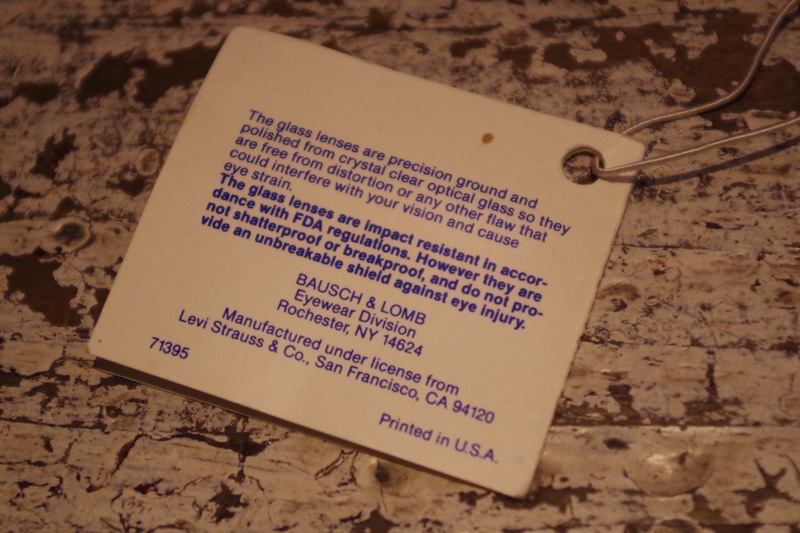 The glass lenses are precision ground and
polished from crystal clear optical glass so they
are free from distortion or any other flaw that
could interfere with your vision and cause
eye strain.
The glass lenses are impact resistant in accor-
dance with FDA regulations. However they are
not shatterproof or breakproof, and do not pro-
vide an unbreakable shield against eye injury.
BAUSCH & LOMB
Eyewear Division
Rochester, NY 14624
Manufactured under license from
Levi Strauss & Co., San Francisco, CA 94120
71395
Printed in U.S.A.